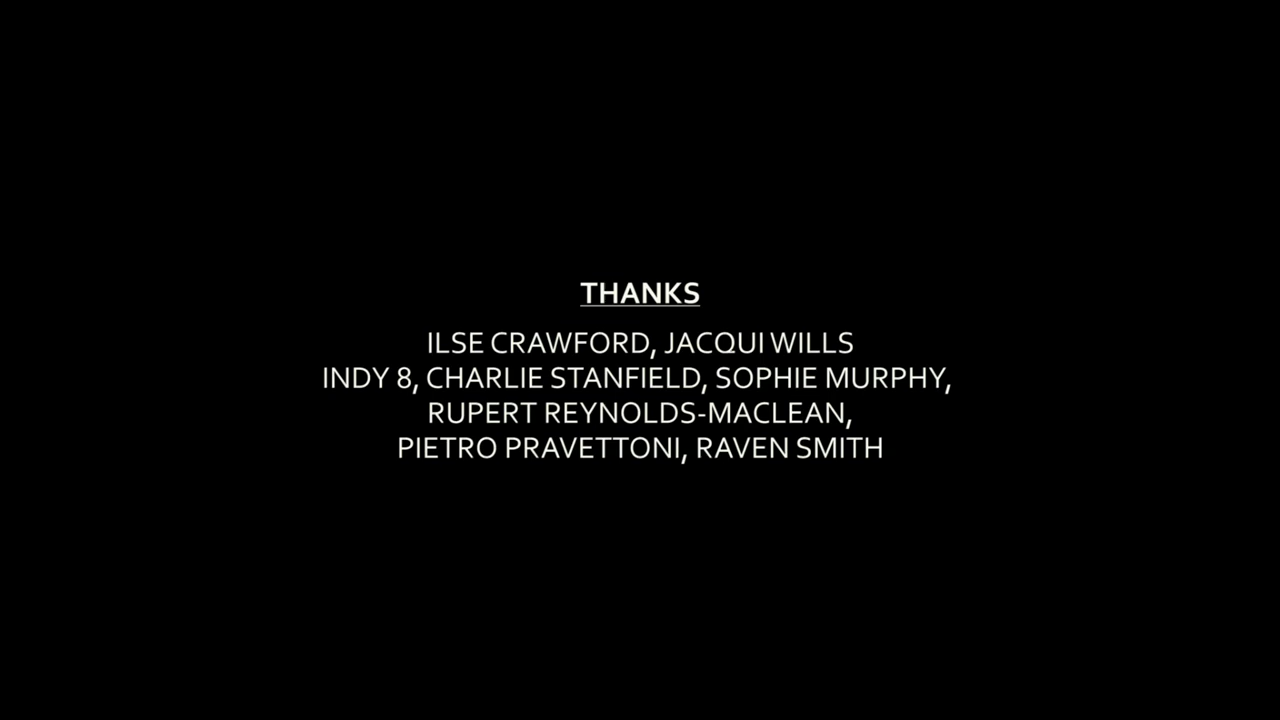 THANKS
ILSE CRAWFORD, JACQUI WILLS
INDY 8, CHARLIE STANFIELD, SOPHIE MURPHY,
RUPERT REYNOLDS-MACLEAN,
PIETRO PRAVETTONI, RAVEN SMITH